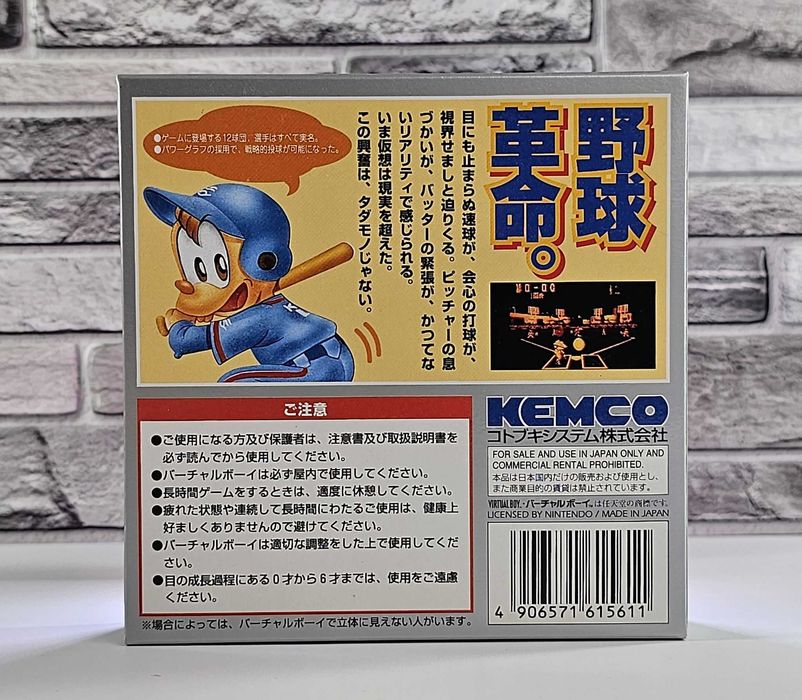 野球
革命。
目にも止まらぬ速球が、会心の打球が、
視界せましと迫りくる。ピッチャーの息
づかいが、バッターの緊張が、かつてな
いリアリティで感じられる。
いま仮想は現実を超えた。
この興奮は、タダモノじゃない。
●ゲームに登場する12球団、選手はすべて実名。
●パワーグラフの採用で、戦略的投球が可能になった。
ご注意
●ご使用になる方及び保護者は、注意書及び取扱説明書を
必ず読んでから使用してください。
●バーチャルボーイは必ず屋内で使用してください。
●長時間ゲームをするときは、適度に休憩してください。
●疲れた状態や連続して長時間にわたるご使用は、健康上
好ましくありませんので避けてください。
●バーチャルボーイは適切な調整をした上で使用してくだ
さい。
●目の成長過程にある0才から6才までは、使用をご遠慮
ください。
※場合によっては、バーチャルボーイで立体に見えない人がいます。
KEMCO
コトブキシステム株式会社
FOR SALE AND USE IN JAPAN ONLY AND
COMMERCIAL RENTAL PROHIBITED.
本品は日本国内だけの販売および使用とし、
また商業目的の賃貸は禁止されています。
VIRTUAL BOY,・バーチャルボーイ。は任天堂の商標です。
LICENSED BY NINTENDO / MADE IN JAPAN
4 906571 615611